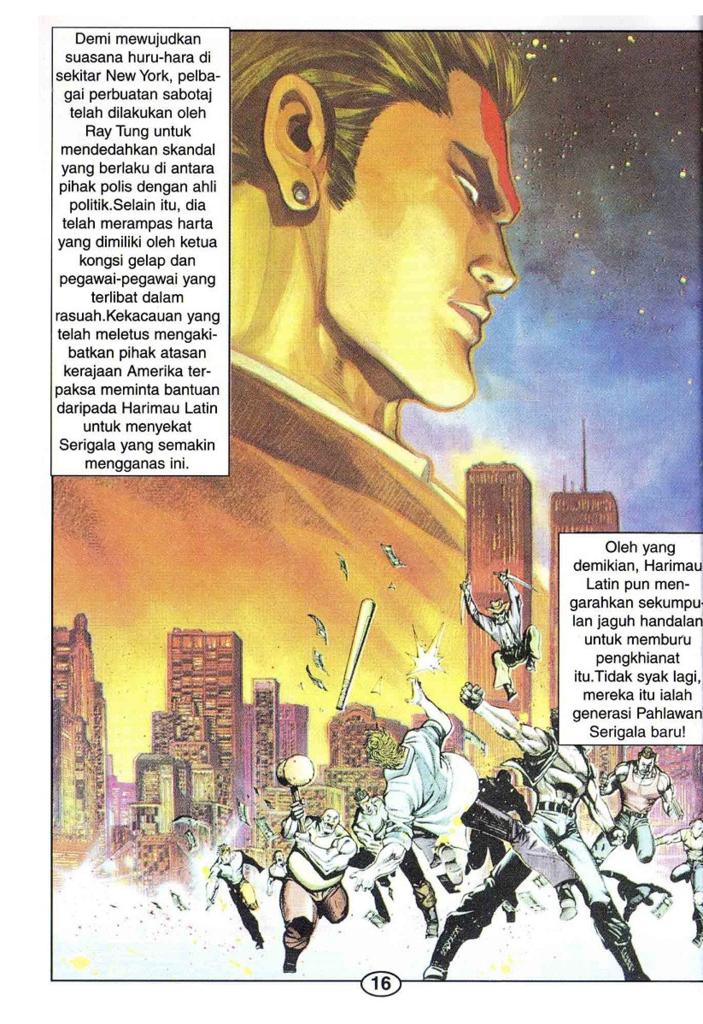 Demi mewujudkan
suasana huru-hara di
sekitar New York, pelba-
gai perbuatan sabotaj
telah dilakukan oleh
Ray Tung untuk
mendedahkan skandal
yang berlaku di antara
pihak polis dengan ahli
politik.Selain itu, dia
telah merampas harta
yang dimiliki oleh ketua
kongsi gelap dan
pegawai-pegawai yang
terlibat dalam
rasuah.Kekacauan yang
telah meletus mengaki-
batkan pihak atasan
kerajaan Amerika ter-
paksa meminta bantuan
daripada Harimau Latin
untuk menyekat
Serigala yang semakin
mengganas ini.
Oleh yang
demikian, Harimau
Latin pun men-
garahkan sekumpu-
lan jaguh handalan
untuk memburu
pengkhianat
itu.Tidak syak lagi,
mereka itu ialah
generasi Pahlawan
Serigala baru!
16